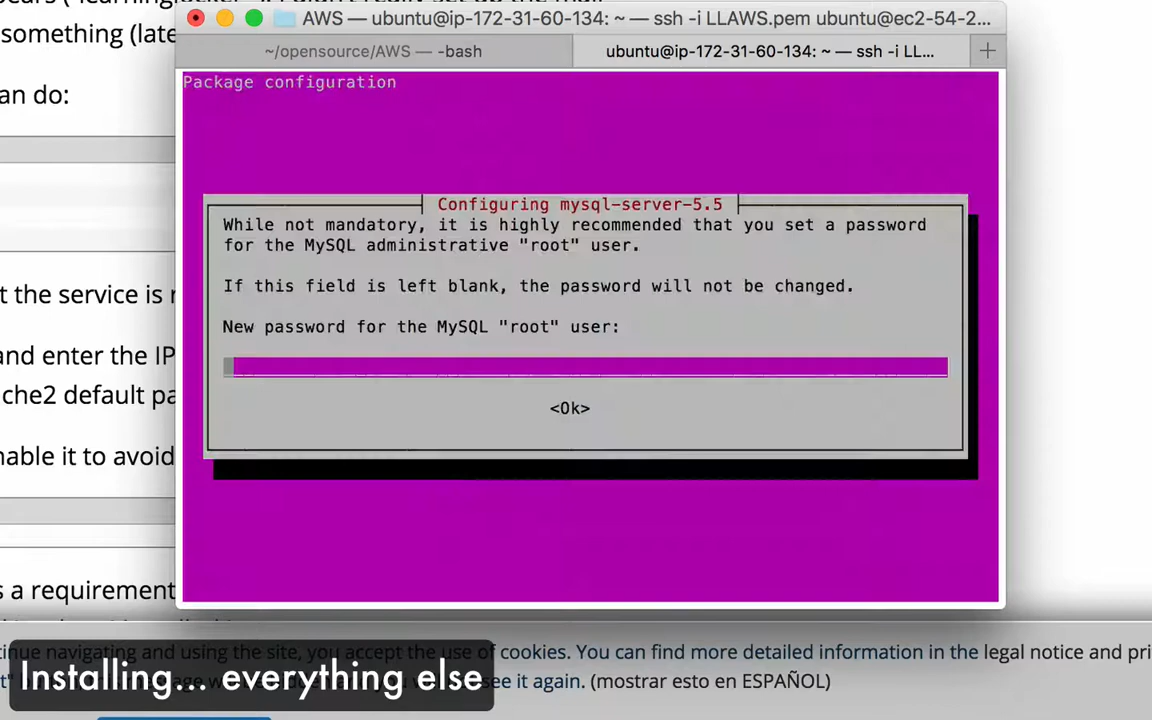 AWS — ubuntu@ip-172-31-60-134: ~ — ssh -i LLAWS.pem ubuntu@ec2-54-2...
something (late
~/opensource/AWS — -bash
ubuntu@ip-172-31-60-134: ~ — ssh -i LL... +
Package configuration
an do:
Configuring mysql-server-5.5
While not mandatory, it is highly recommended that you set a password
for the MySQL administrative "root" user.
If this field is left blank, the password will not be changed.
t the service is r
New password for the MySQL "root" user:
and enter the IP
che2 default pa
<Ok>
nable it to avoid
s a requirement
tinue navigating and using the site, you accept the use of cookies. You can find more detailed information in the legal notice and pri
see it again. (mostrar esto en ESPAÑOL)
Installing... everything else